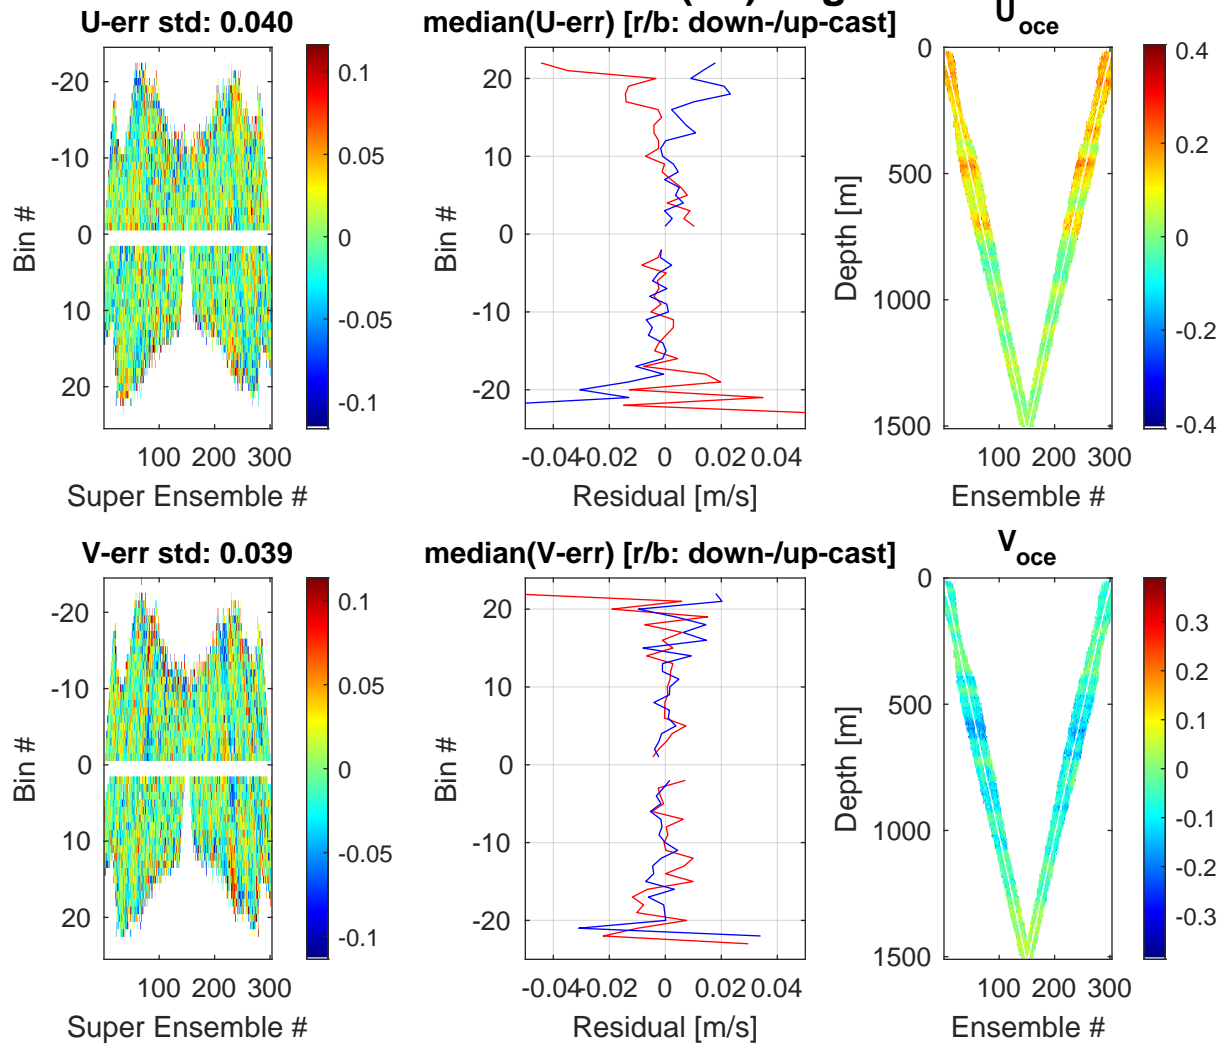 U-err std: 0.040
median(U-err) [r/b: down-/up-cast]
U_oce
-20
-10
0
10
20
Bin #
100 200 300
Super Ensemble #
0.1
0.05
0
-0.05
-0.1
20
10
0
-10
-20
Bin #
-0.04 -0.02 0 0.02 0.04
Residual [m/s]
0
500
1000
1500
Depth [m]
100 200 300
Ensemble #
0.4
0.2
0
-0.2
-0.4
V-err std: 0.039
median(V-err) [r/b: down-/up-cast]
V_oce
-20
-10
0
10
20
Bin #
100 200 300
Super Ensemble #
0.1
0.05
0
-0.05
-0.1
20
10
0
-10
-20
Bin #
-0.04 -0.02 0 0.02 0.04
Residual [m/s]
0
500
1000
1500
Depth [m]
100 200 300
Ensemble #
0.3
0.2
0.1
0
-0.1
-0.2
-0.3